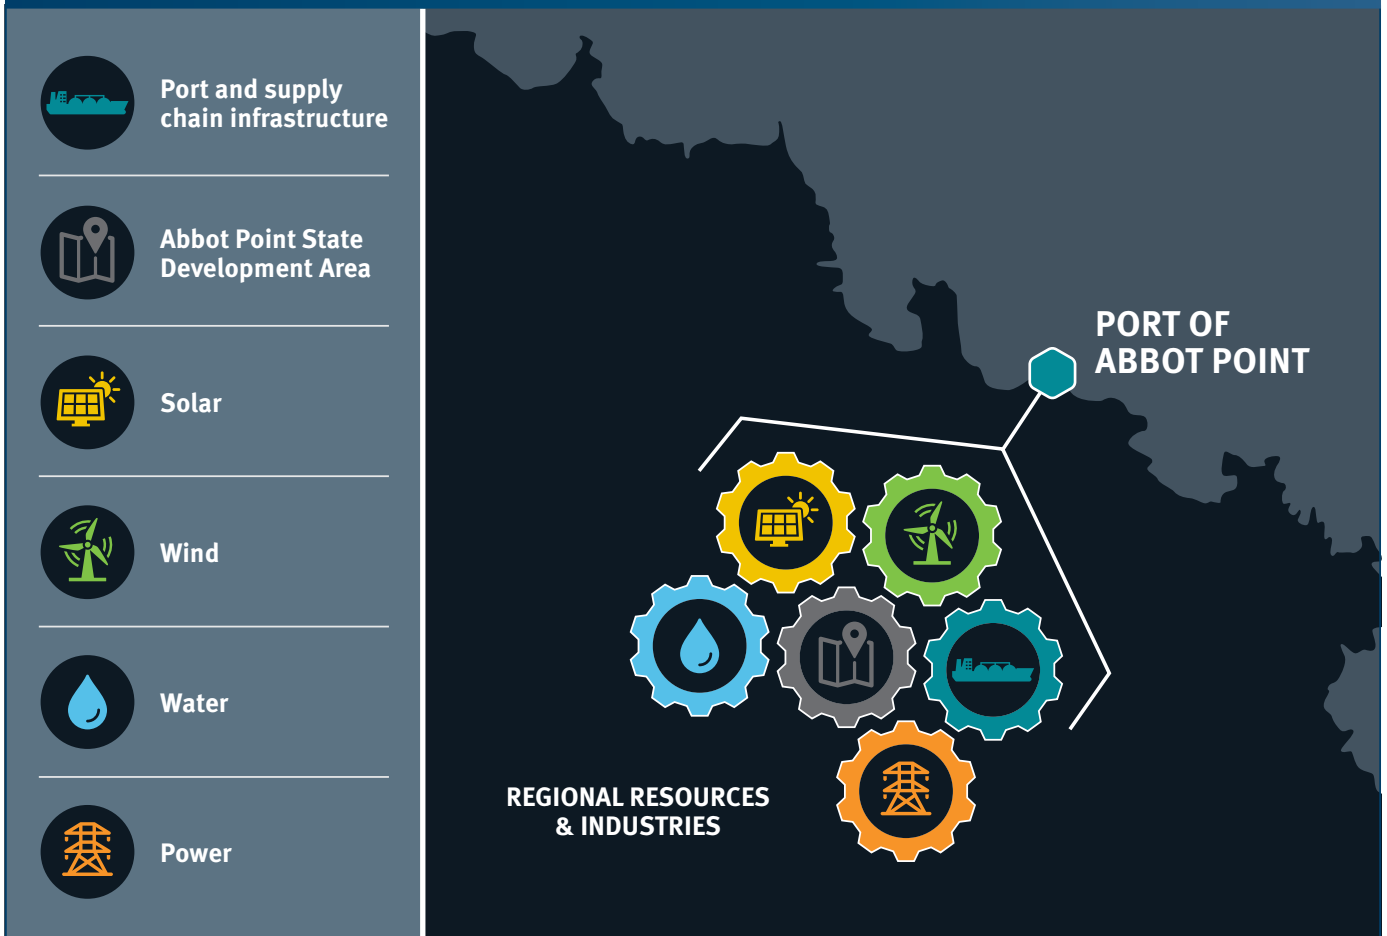 Port and supply
chain infrastructure
Abbot Point State
Development Area
Solar
Wind
Water
Power
PORT OF
ABBOT POINT
REGIONAL RESOURCES
& INDUSTRIES